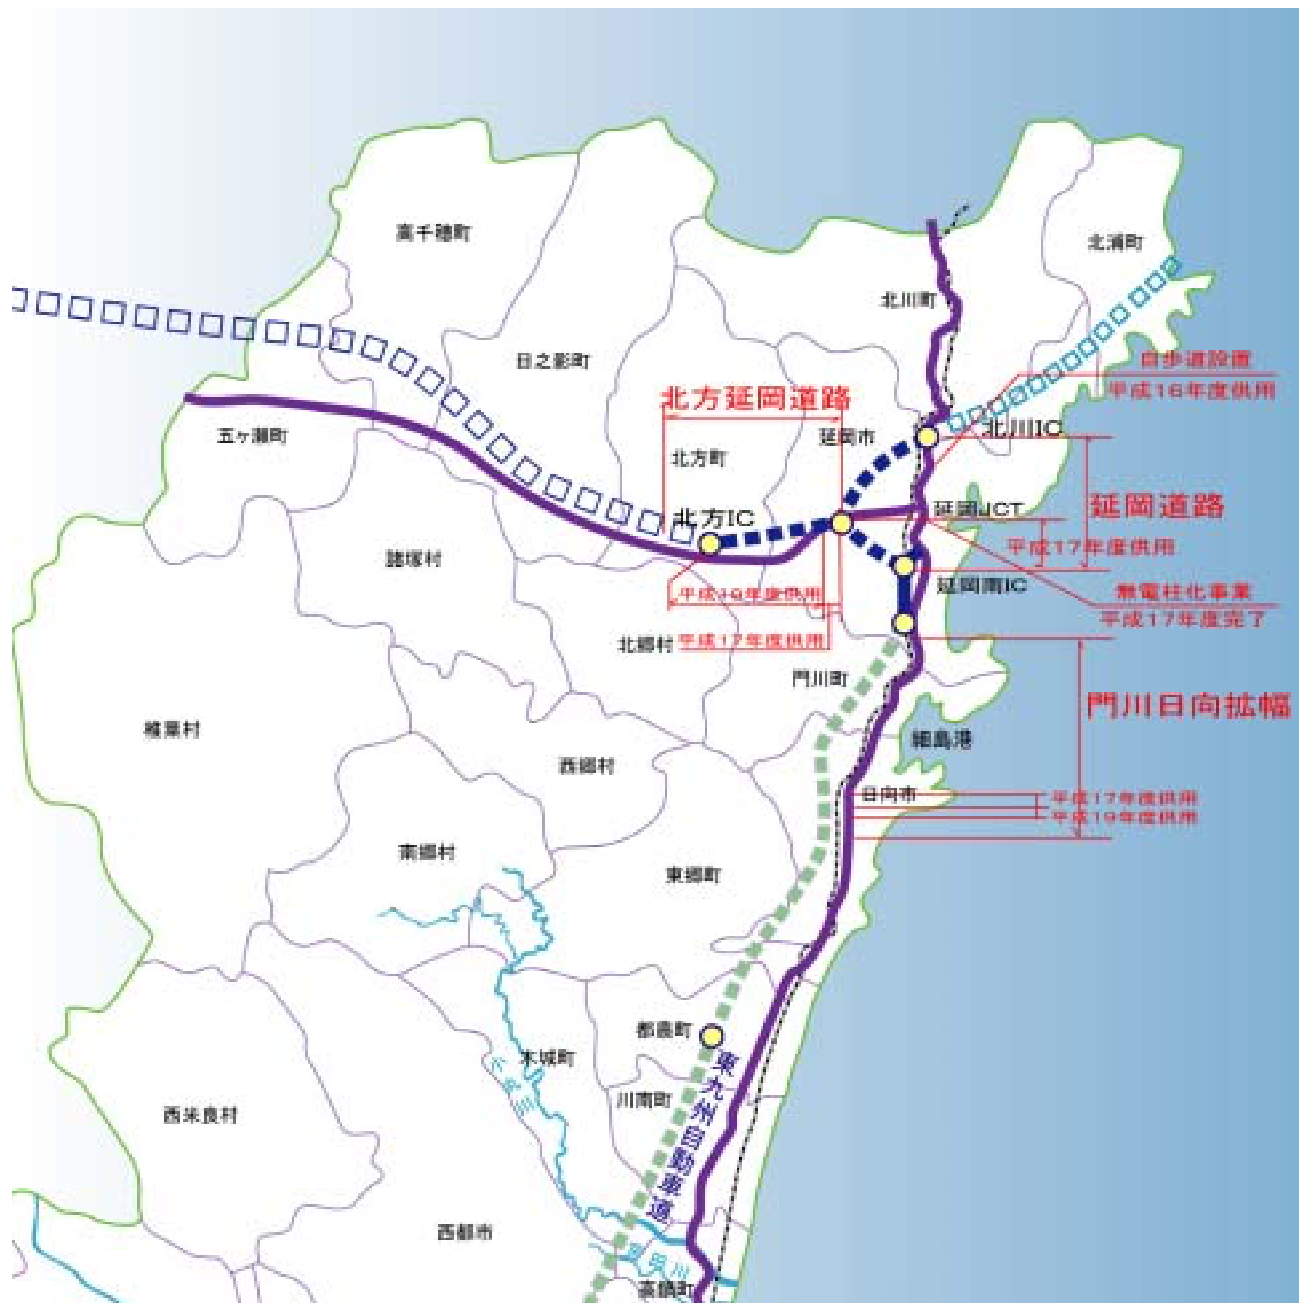 高千穂町
北浦町
北川町
日之影町
自歩道設置
平成16年度供用
北方延岡道路
五ヶ瀬町
延岡市
北川IC
北方町
延岡道路
延岡JCT
北方IC
平成17年度供用
諸塚村
延岡南IC
無電柱化事業
平成19年度供用
平成17年度完了
北郷村
平成17年度供用
門川町
門川日向拡幅
椎葉村
細島港
西郷村
日向市
平成17年度供用
平成19年度供用
南郷村
東郷町
都農町
木城町
東九州自動車道
小丸川
川南町
西米良村
西都市
高鍋町